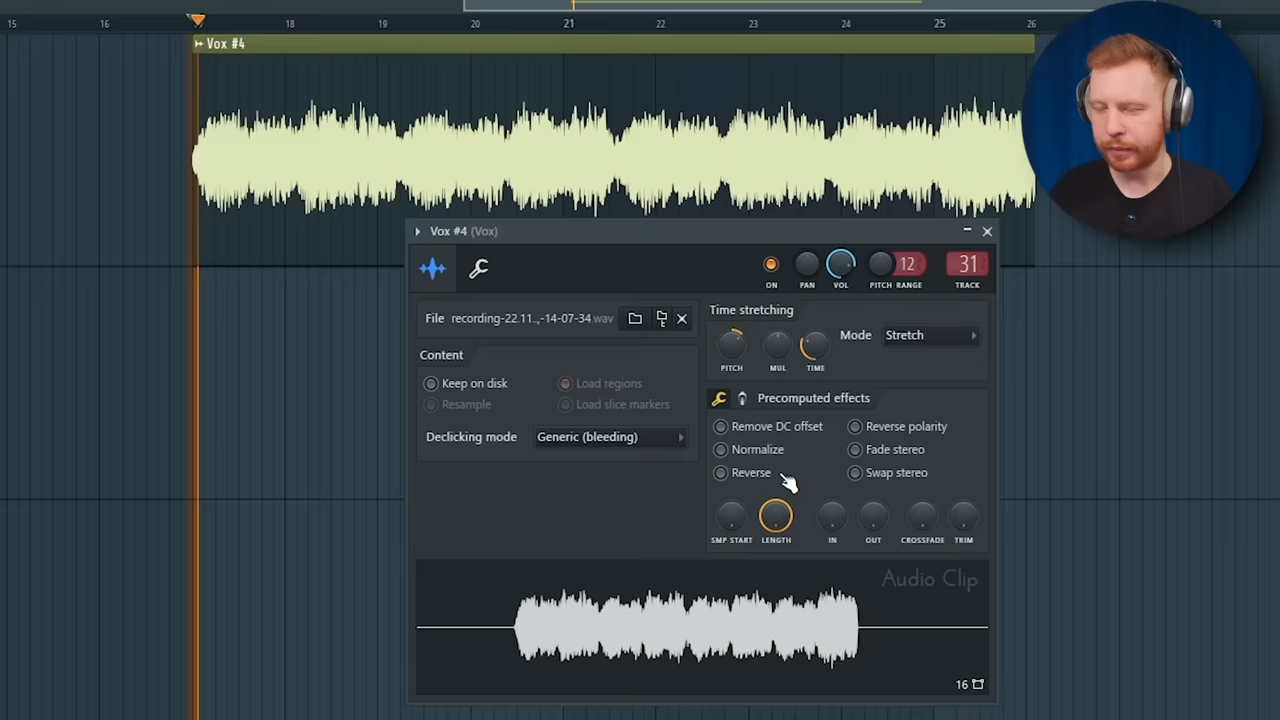 15 16 18 19 20 21 22 23 24 25 26 28
Vox #4
Vox #4 (Vox)
12 31
ON PAN VOL PITCH RANGE TRACK
File recording-22.11..,-14-07-34.wav
Time stretching
Mode Stretch
PITCH MUL TIME
Content
Keep on disk Load regions
Resample Load slice markers
Declicking mode Generic (bleeding)
Precomputed effects
Remove DC offset Reverse polarity
Normalize Fade stereo
Reverse Swap stereo
SMP START LENGTH IN OUT CROSSFADE TRIM
Audio Clip
16